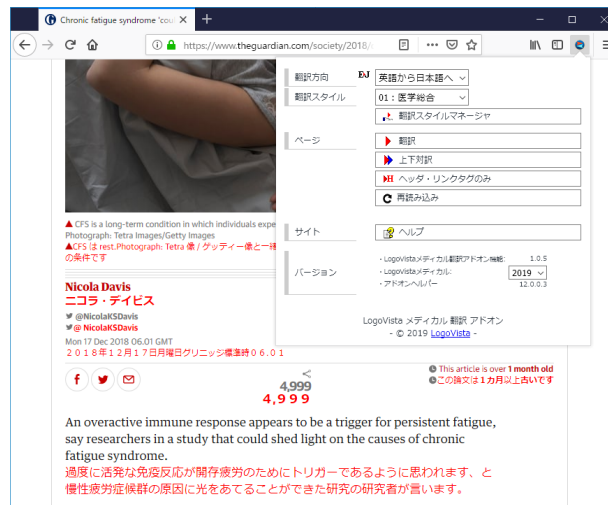 Chronic fatigue syndrome 'cou
https://www.theguardian.com/society/2018/
翻訳方向
EJ
英語から日本語へ
翻訳スタイル
01：医学総合
翻訳スタイルマネージャ
ページ
翻訳
上下対訳
H ヘッダ・リンクタグのみ
再読み込み
サイト
ヘルプ
バージョン
・LogoVistaメディカル翻訳アドオン機能: 1.0.5
・LogoVistaメディカル: 2019
・アドオンヘルパー 12.0.0.3
LogoVista メディカル 翻訳 アドオン
- © 2019 LogoVista -
▲ CFS is a long-term condition in which individuals expe
Photograph: Tetra Images/Getty Images
▲CFS は rest.Photograph: Tetra 像 / ゲッティー像と一緒
の条件です
Nicola Davis
ニコラ・デイビス
@NicolaKSDavis
@ NicolaKSDavis
Mon 17 Dec 2018 06.01 GMT
２０１８年１２月１７日月曜日グリニッジ標準時０６.０１
4,999
４,９９９
This article is over 1 month old
この論文は１カ月以上古いです
An overactive immune response appears to be a trigger for persistent fatigue,
say researchers in a study that could shed light on the causes of chronic
fatigue syndrome.
過度に活発な免疫反応が開存疲労のためにトリガーであるように思われます、と
慢性疲労症候群の原因に光をあてることができた研究の研究者が言います。